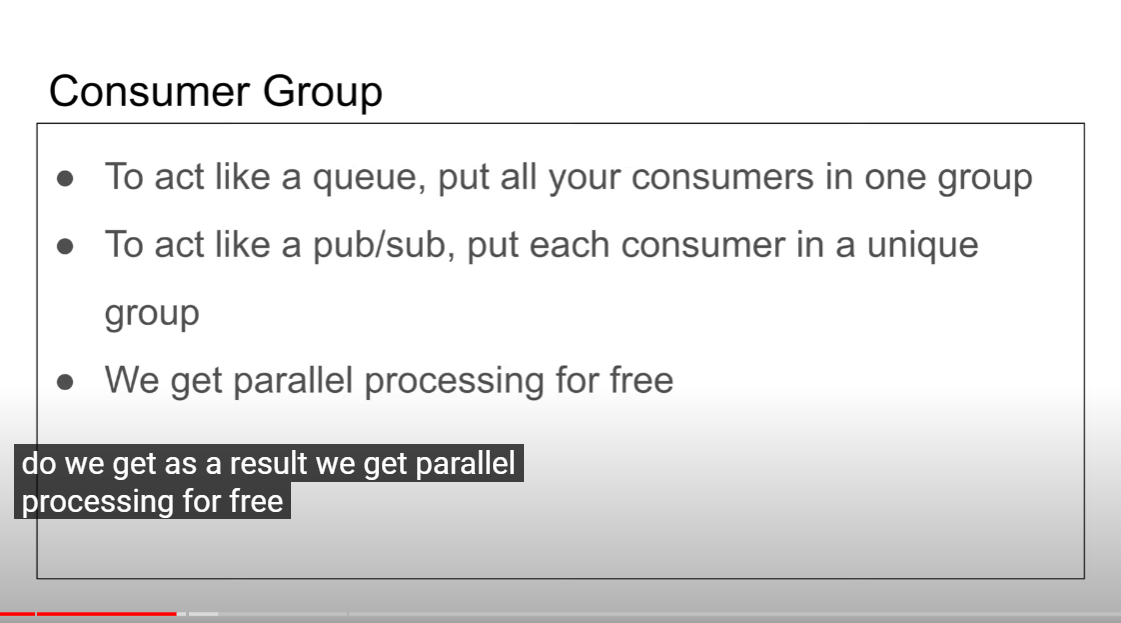 Consumer Group
● To act like a queue, put all your consumers in one group
● To act like a pub/sub, put each consumer in a unique
group
● We get parallel processing for free
do we get as a result we get parallel
processing for free